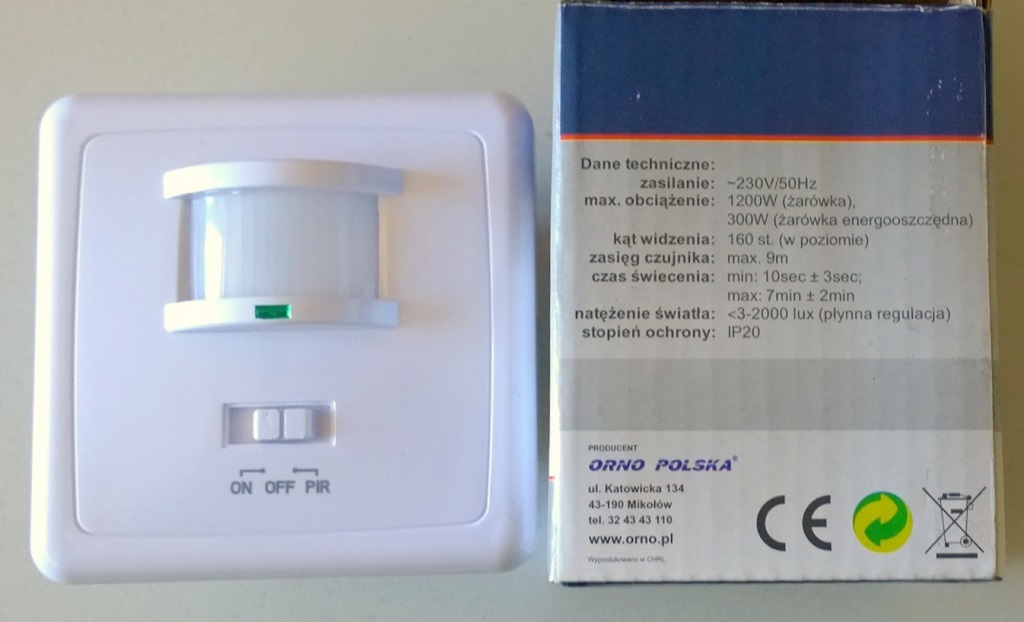 ON OFF PIR
Dane techniczne:
zasilanie: ~230V/50Hz
max. obciążenie: 1200W (żarówka),
300W (żarówka energooszczędna)
kąt widzenia: 160 st. (w poziomie)
zasięg czujnika: max. 9m
czas świecenia: min: 10sec ± 3sec;
max: 7min ± 2min
natężenie światła: <3-2000 lux (płynna regulacja)
stopień ochrony: IP20
PRODUCENT
ORNO POLSKA®
ul. Katowicka 134
43-190 Mikołów
tel. 32 43 43 110
www.orno.pl
Wyprodukowano w CHRL.
CE